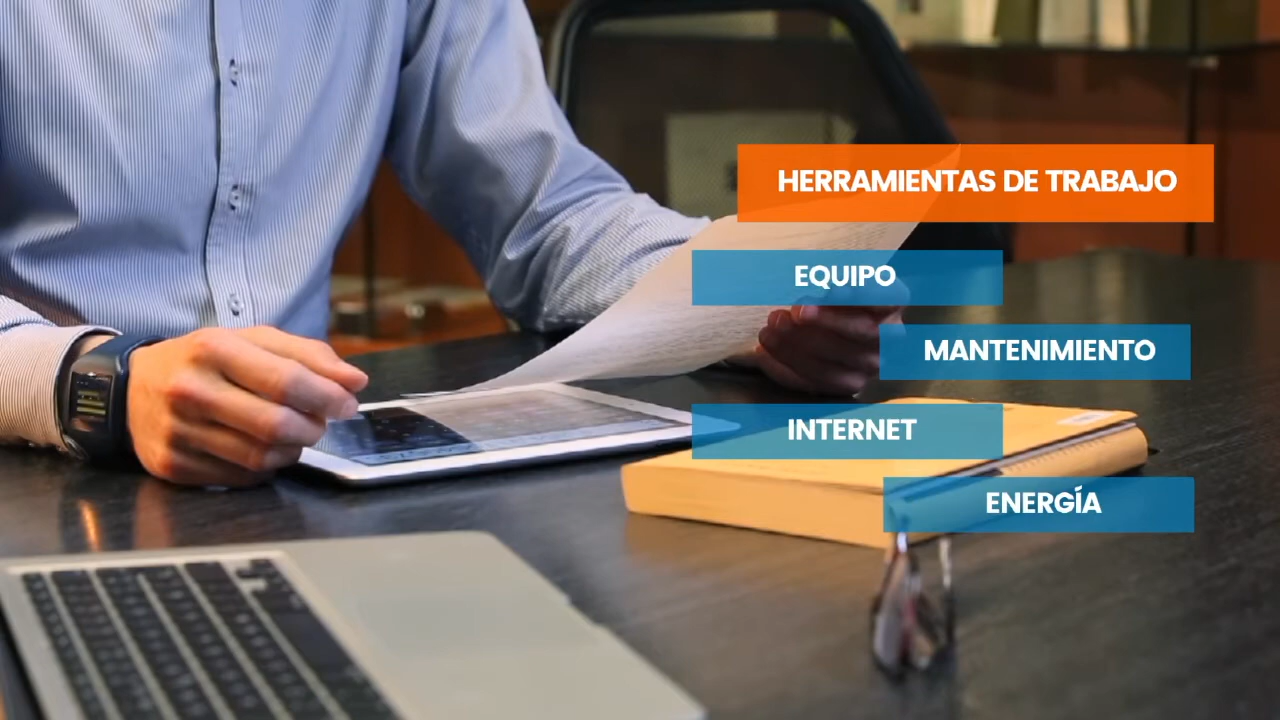 HERRAMIENTAS DE TRABAJO
EQUIPO
MANTENIMIENTO
INTERNET
ENERGÍA